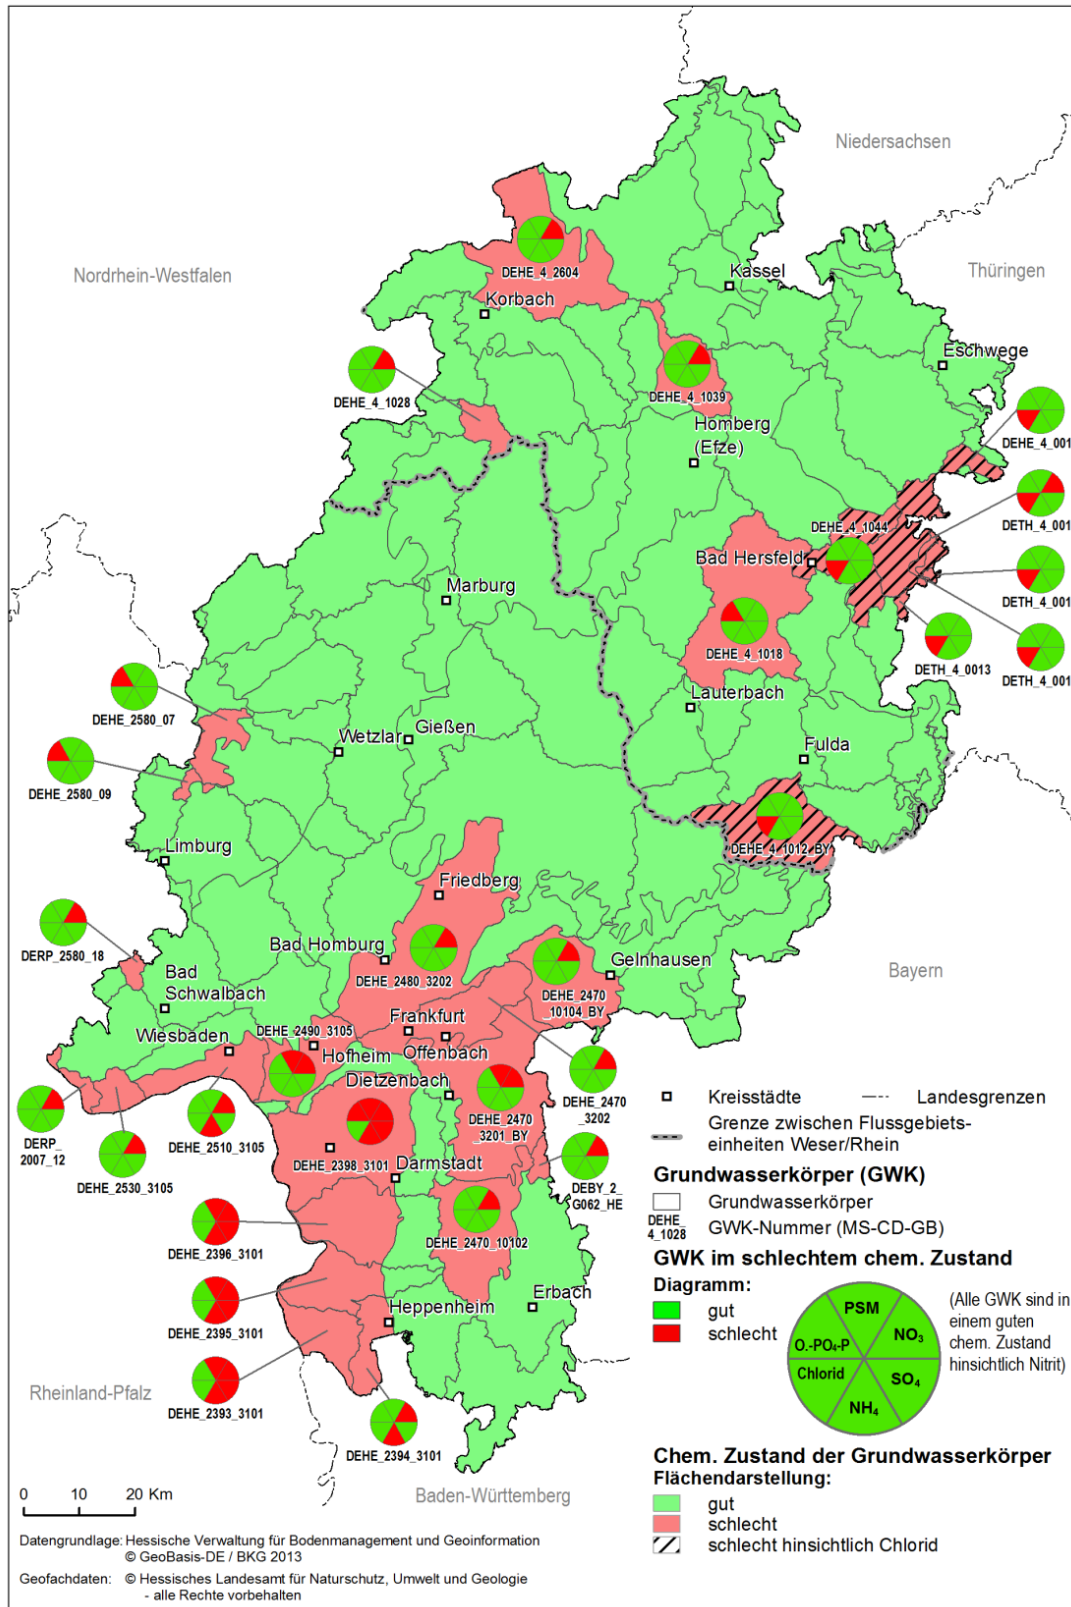 Niedersachsen
Nordrhein-Westfalen
Thüringen
DEHE_4_2604
Kassel
Korbach
Eschwege
DEHE_4_1028
DEHE_4_1039
Homberg
(Efze)
DEHE_4_001
DETH_4_001
DEHE_4_1044
Bad Hersfeld
DETH_4_001
Marburg
DEHE_4_1018
DETH_4_0013
DETH_4_001
DEHE_2580_07
Lauterbach
Wetzlar
Gießen
Fulda
DEHE_2580_09
DEHE_4_1012_BY
Limburg
Friedberg
DERP_2580_18
Bad Homburg
DEHE_2480_3202
Gelnhausen
Bayern
Bad
Schwalbach
DEHE_2470
_10104_BY
Wiesbaden
DEHE_2490_3105
Frankfurt
Offenbach
Hofheim
Dietzenbach
DEHE_2470
_3202
DERP_
2007_12
DEHE_2510_3105
DEHE_2470
_3201_BY
DEHE_2530_3105
DEHE_2398_3101
Darmstadt
DEBY_2_
G062_HE
DEHE_2396_3101
DEHE_2470_10102
DEHE_2395_3101
Heppenheim
Erbach
DEHE_2393_3101
Rheinland-Pfalz
DEHE_2394_3101
Baden-Württemberg
Kreisstädte
Landesgrenzen
Grenze zwischen Flussgebiets-
einheiten Weser/Rhein
Grundwasserkörper (GWK)
Grundwasserkörper
DEHE_
4_1028
GWK-Nummer (MS-CD-GB)
GWK im schlechtem chem. Zustand
Diagramm:
gut
schlecht
PSM
NO₃
O.-PO₄-P
Chlorid
SO₄
NH₄
(Alle GWK sind in
einem guten
chem. Zustand
hinsichtlich Nitrit)
Chem. Zustand der Grundwasserkörper
Flächendarstellung:
gut
schlecht
schlecht hinsichtlich Chlorid
0 10 20 Km
Datengrundlage: Hessische Verwaltung für Bodenmanagement und Geoinformation
© GeoBasis-DE / BKG 2013
Geofachdaten: © Hessisches Landesamt für Naturschutz, Umwelt und Geologie
- alle Rechte vorbehalten